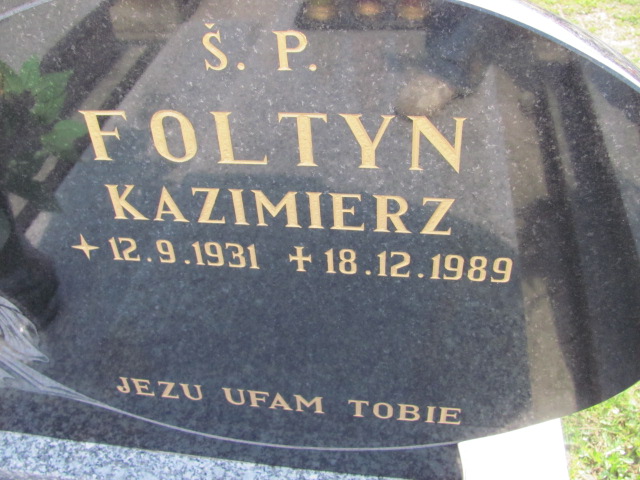 Š. P.
FOLTYN
KAZIMIERZ
12.9.1931 18.12.1989
JEZU UFAM TOBIE